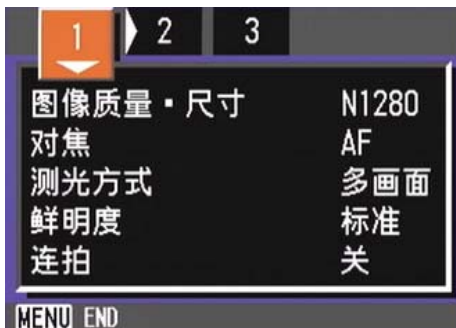 1 2 3
图像质量▪尺寸 N1280
对焦 AF
测光方式 多画面
鲜明度 标准
连拍 关
MENU END